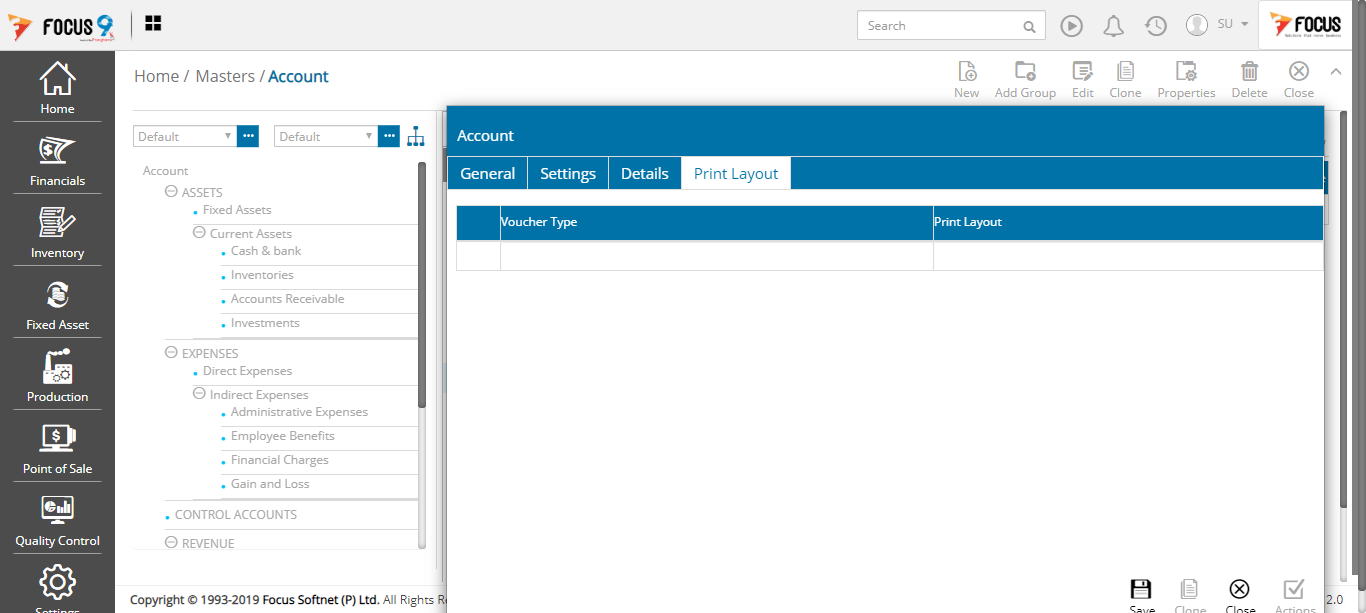 FOCUS 9
Search
SU
FOCUS
Home / Masters / Account
New
Add Group
Edit
Clone
Properties
Delete
Close
Home
Financials
Inventory
Fixed Asset
Production
Point of Sale
Quality Control
Settings
Default
Default
Account
ASSETS
Fixed Assets
Current Assets
Cash & bank
Inventories
Accounts Receivable
Investments
EXPENSES
Direct Expenses
Indirect Expenses
Administrative Expenses
Employee Benefits
Financial Charges
Gain and Loss
CONTROL ACCOUNTS
REVENUE
Account
General
Settings
Details
Print Layout
Voucher Type
Print Layout
Save
Clone
Close
Actions
Copyright © 1993-2019 Focus Softnet (P) Ltd. All Rights
2.0